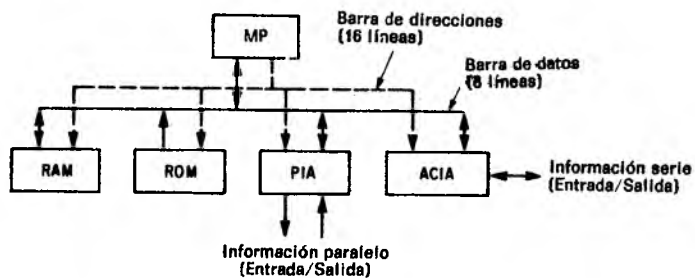 Barra de direcciones
(16 líneas)
MP
Barra de datos
(8 líneas)
RAM
ROM
PIA
ACIA
Información serie
(Entrada/Salida)
Información paralelo
(Entrada/Salida)